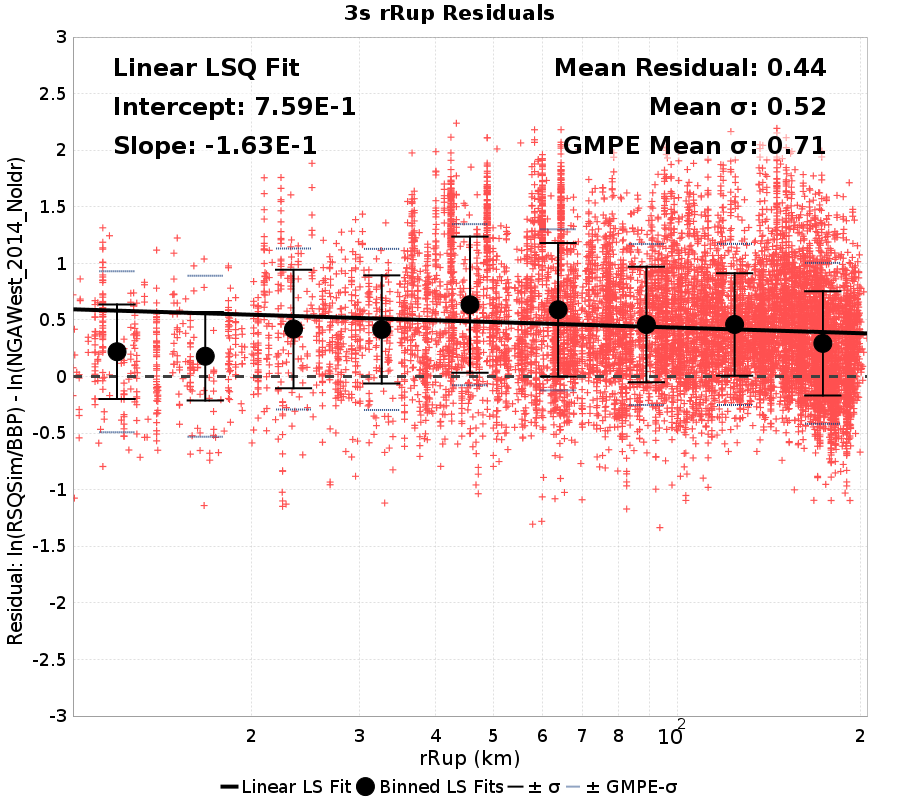 3s rRup Residuals
Linear LSQ Fit
Intercept: 7.59E-1
Slope: -1.63E-1
Mean Residual: 0.44
Mean σ: 0.52
GMPE Mean σ: 0.71
Residual: ln(RSQSim/BBP) - ln(NGAWest_2014_NoIdr)
3
2.5
2
1.5
1
0.5
0
-0.5
-1
-1.5
-2
-2.5
-3
2 3 4 5 6 7 8 10² 2
rRup (km)
Linear LS Fit Binned LS Fits ± σ ± GMPE-σ